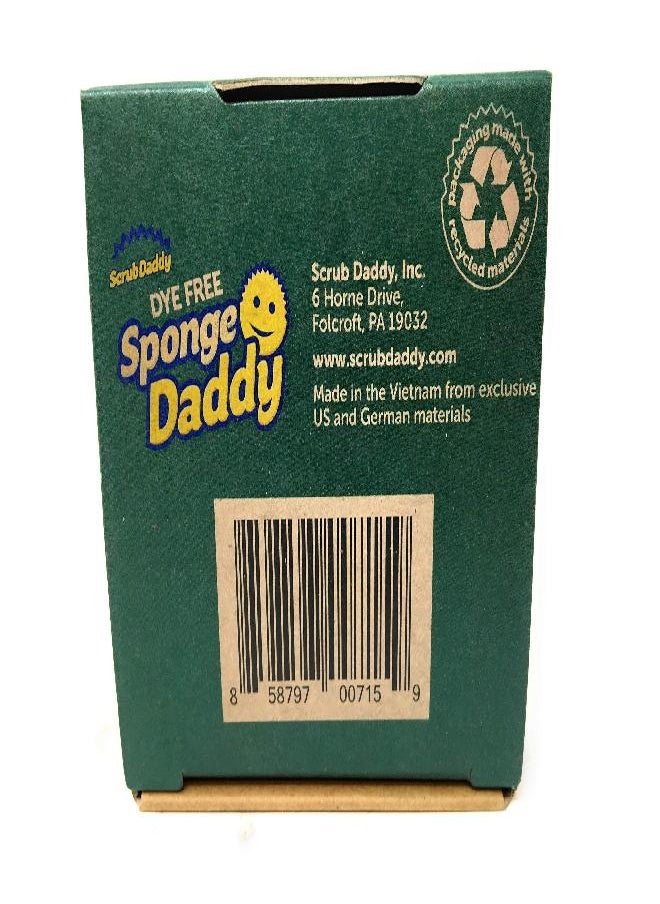 packaging made with
recycled materials
Scrub Daddy
DYE FREE
Sponge
Daddy
Scrub Daddy, Inc.
6 Horne Drive,
Folcroft, PA 19032
www.scrubdaddy.com
Made in the Vietnam from exclusive
US and German materials
8 58797 00715 9